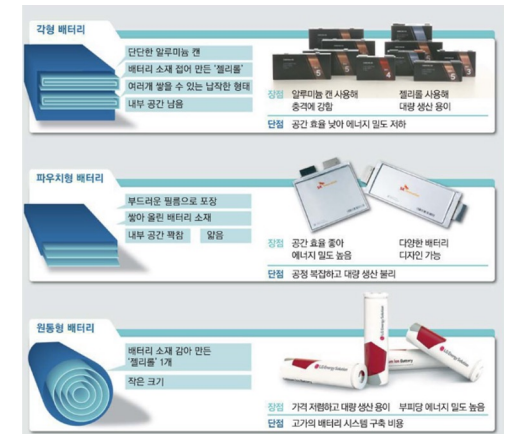 각형 배터리
단단한 알루미늄 캔
배터리 소재 접어 만든 '젤리롤'
여러개 쌓을 수 있는 납작한 형태
내부 공간 남음
장점 알루미늄 캔 사용해 젤리롤 사용해
충격에 강함 대량 생산 용이
단점 공간 효율 낮아 에너지 밀도 저하
파우치형 배터리
부드러운 필름으로 포장
쌓아 올린 배터리 소재
내부 공간 꽉참 얇음
장점 공간 효율 좋아 다양한 배터리
에너지 밀도 높음 디자인 가능
단점 공정 복잡하고 대량 생산 불리
원통형 배터리
배터리 소재 감아 만든
'젤리롤' 1개
작은 크기
LG Energy Solution
장점 가격 저렴하고 대량 생산 용이 부피당 에너지 밀도 높음
단점 고가의 배터리 시스템 구축 비용